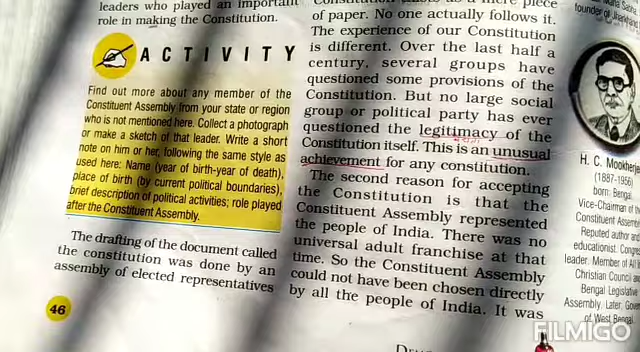 leaders who played an important
role in making the Constitution.
ACTIVITY
Find out more about any member of the
Constituent Assembly from your state or region
who is not mentioned here. Collect a photograph
or make a sketch of that leader. Write a short
note on him or her, following the same style as
used here: Name (year of birth-year of death),
place of birth (by current political boundaries),
brief description of political activities; role played
after the Constituent Assembly.
The drafting of the document called
the constitution was done by an
assembly of elected representatives
46
of paper. No one actually follows it.
The experience of our Constitution
is different. Over the last half a
century, several groups have
questioned some provisions of the
Constitution. But no large social
group or political party has ever
questioned the legitimacy of the
Constitution itself. This is an unusual
achievement for any constitution.
The second reason for accepting
the Constitution is that the
Constituent Assembly represented
the people of India. There was no
universal adult franchise at that
time. So the Constituent Assembly
could not have been chosen directly
by all the people of India. It was
founder of Jharkhand
H. C. Mookherje
(1887-1956)
born: Bengal.
Vice-Chairman of
Constituent Assem
Reputed author and
educationist. Congres
leader. Member of All
Christian Council an
Bengal Legislative
Assembly. Later: Gover
of West Bengal
FILMIGO